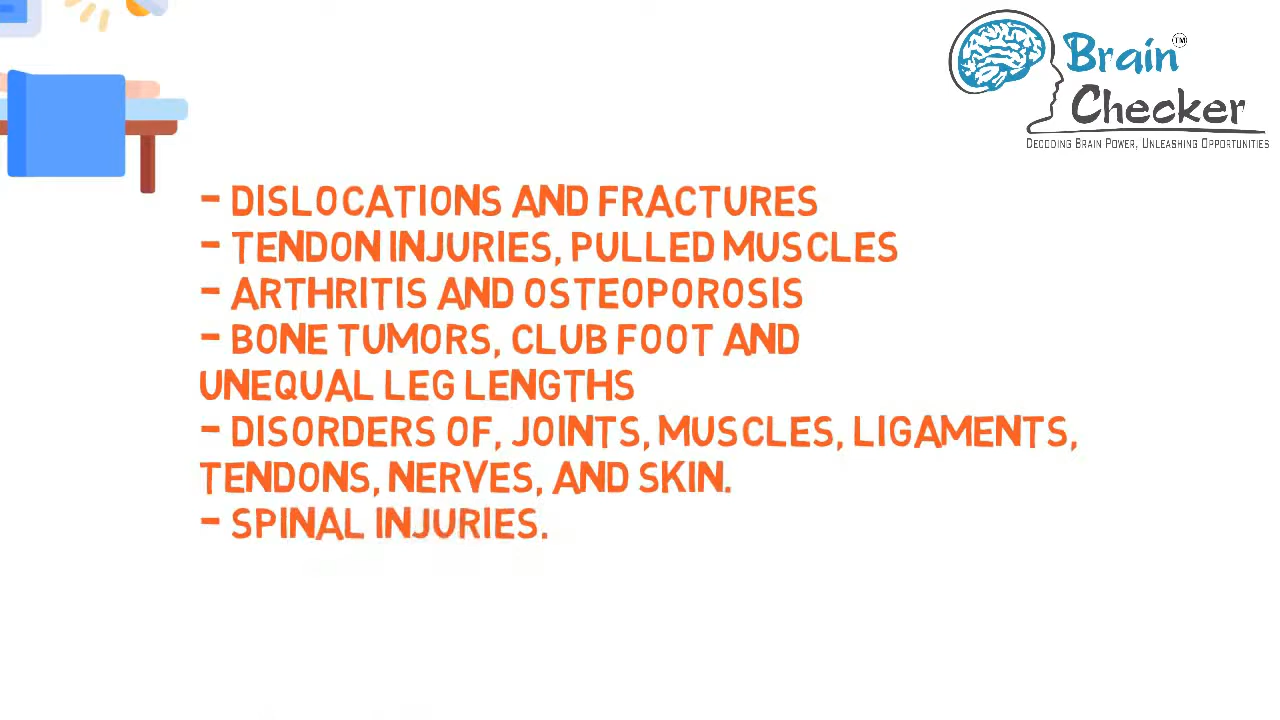 Brain TM
Checker
DECODING BRAIN POWER, UNLEASHING OPPORTUNITIES
- DISLOCATIONS AND FRACTURES
- TENDON INJURIES, PULLED MUSCLES
- ARTHRITIS AND OSTEOPOROSIS
- BONE TUMORS, CLUB FOOT AND
UNEQUAL LEG LENGTHS
- DISORDERS OF, JOINTS, MUSCLES, LIGAMENTS,
TENDONS, NERVES, AND SKIN.
- SPINAL INJURIES.